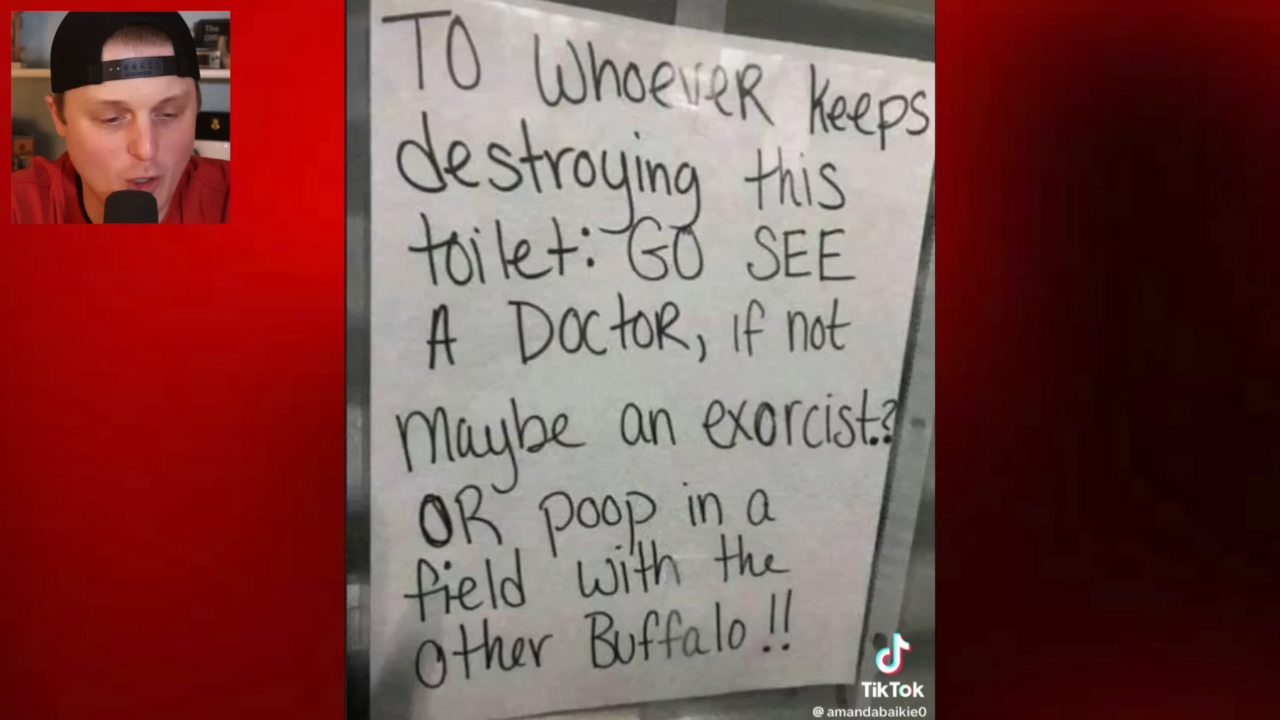 TO Whoever keeps
destroying this
toilet: GO SEE
A DOCTOR, if not
Maybe an exorcist.?
OR poop in a
field with the
other Buffalo!!
TikTok
@amandabaikie0